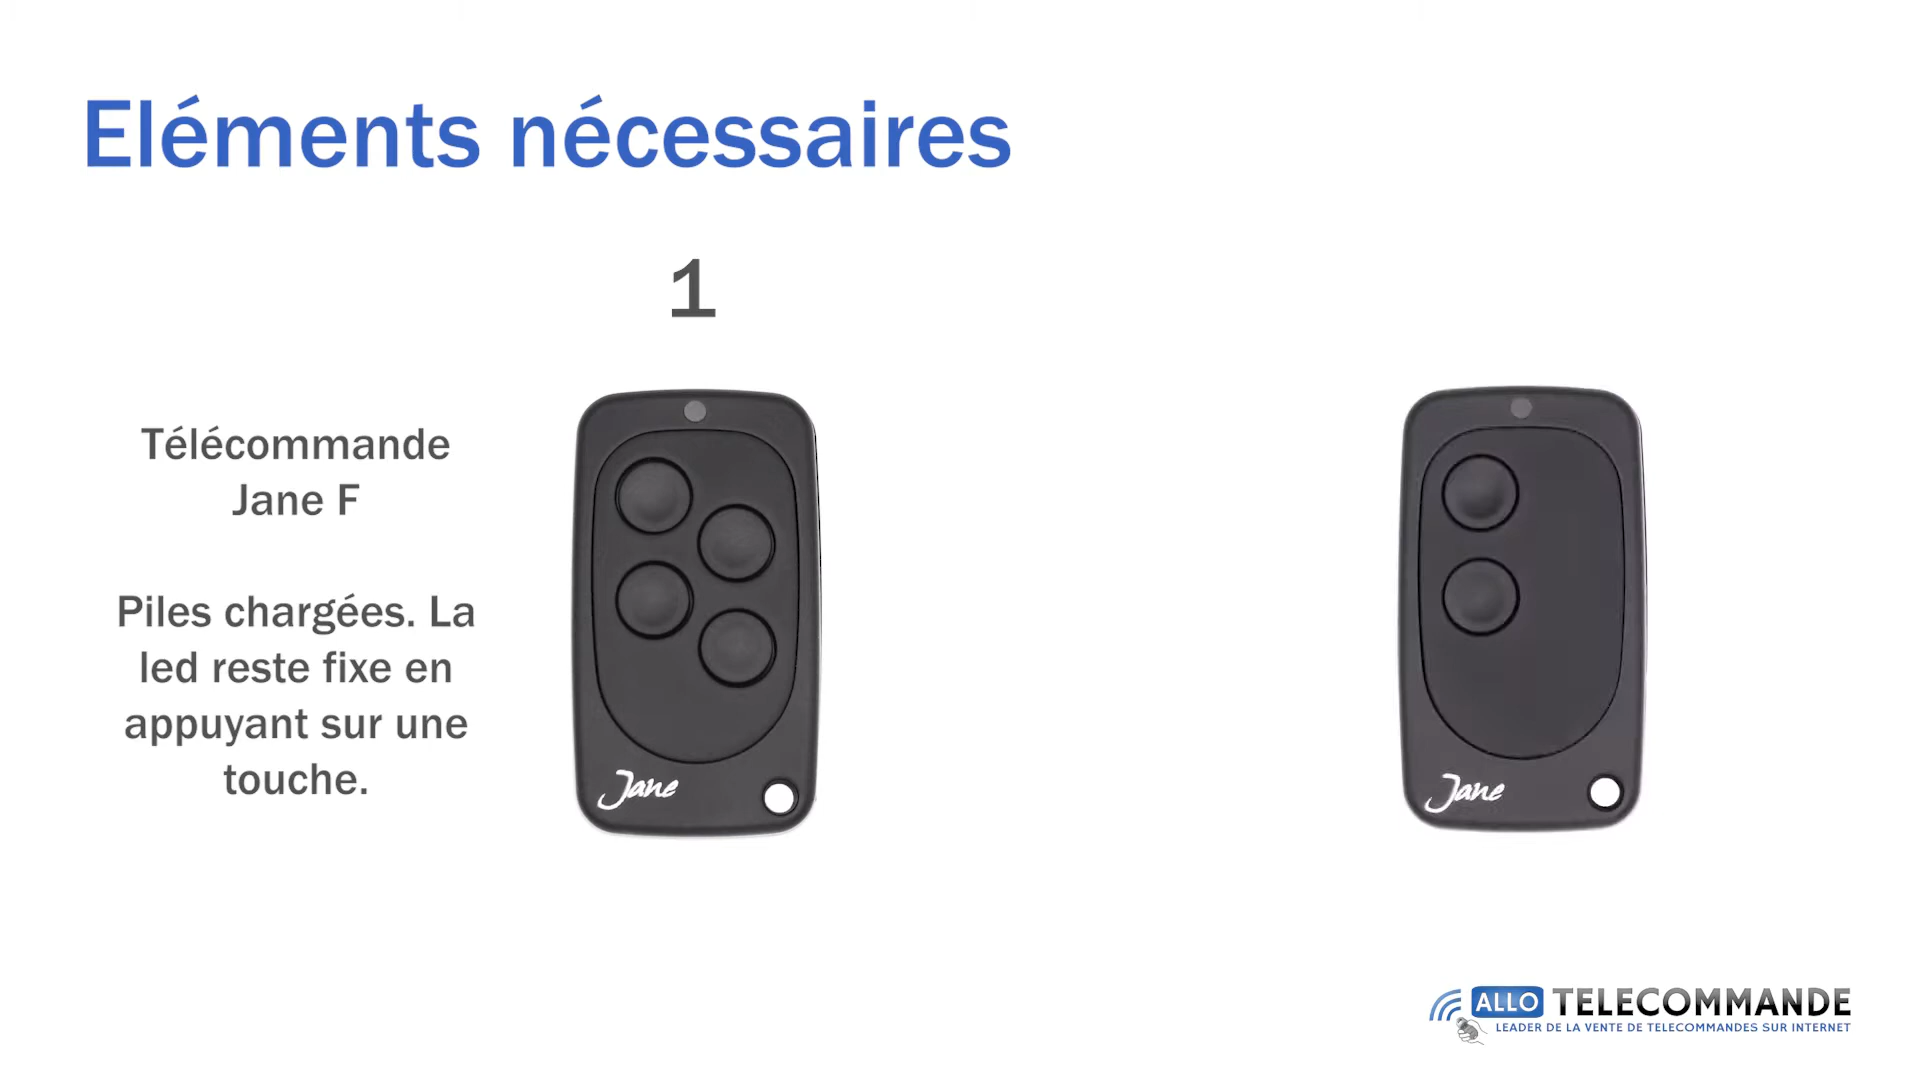 Eléments nécessaires
1
Télécommande
Jane F
Piles chargées. La
led reste fixe en
appuyant sur une
touche.
Jane
Jane
ALLO TELECOMMANDE
LEADER DE LA VENTE DE TELECOMMANDES SUR INTERNET